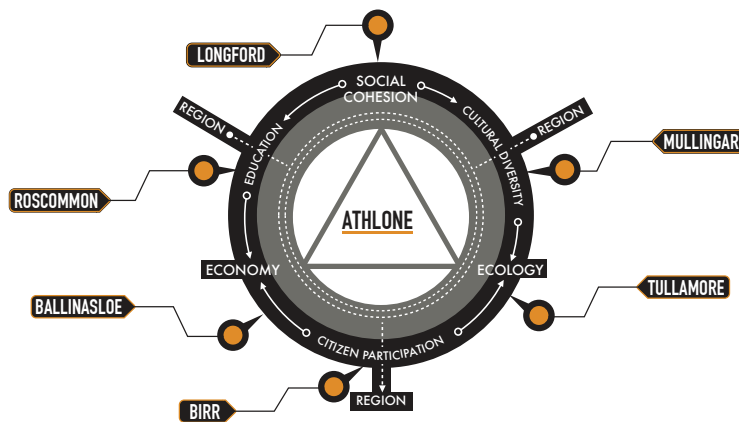 LONGFORD
SOCIAL
COHESION
REGION
REGION
EDUCATION
CULTURAL DIVERSITY
MULLINGAR
ROSCOMMON
ATHLONE
ECONOMY
ECOLOGY
TULLAMORE
BALLINASLOE
CITIZEN PARTICIPATION
REGION
BIRR